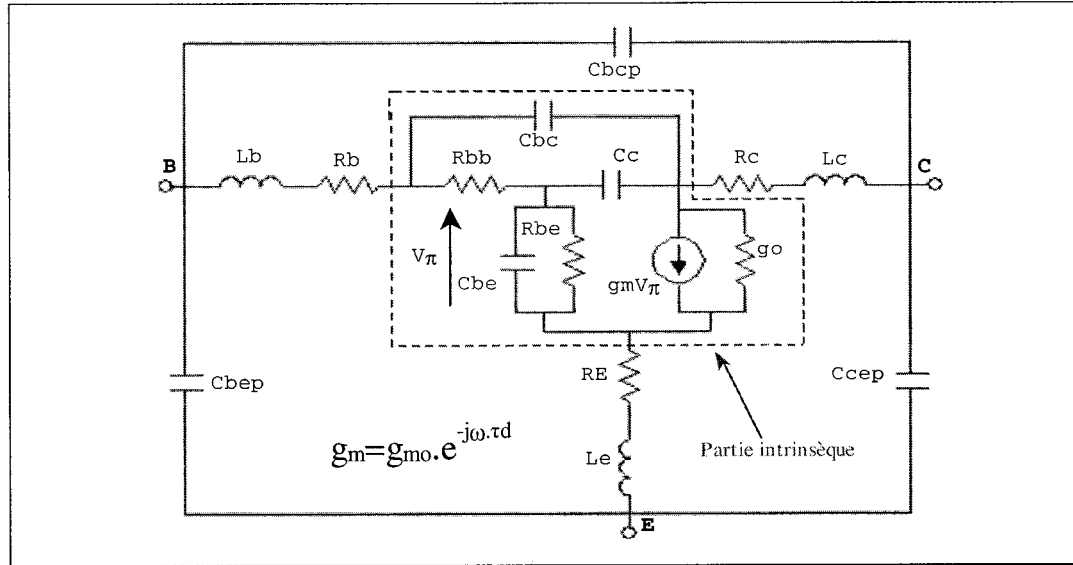 Cbcp
Cbc
B
Lb
Rb
Rbb
Cc
Rc
Lc
C
Vπ
Rbe
Cbe
gmVπ
go
Cbep
RE
Ccep
gm=gmo.e^-jω.τd
Le
Partie intrinsèque
E